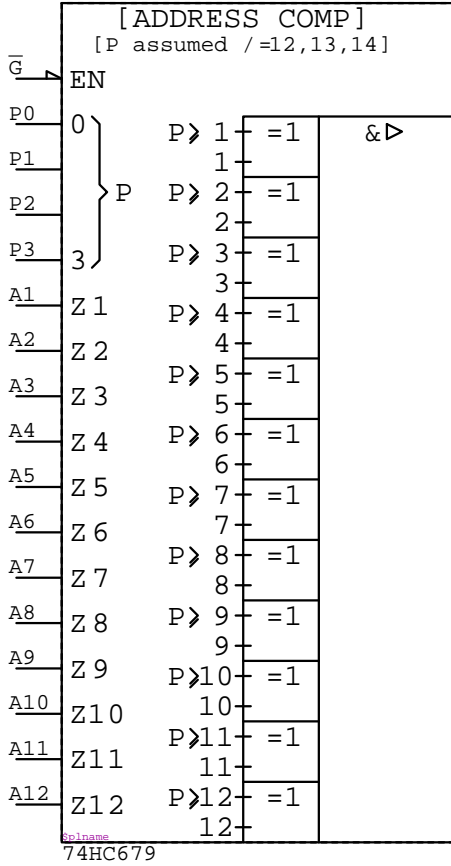 [ADDRESS COMP]
[P assumed /=12,13,14]
G̅ EN
P0 0 P≥ 1 =1 &▷
P1 1
P2 P P≥ 2 =1
2
P3 3 P≥ 3 =1
A1 Z1 3
P≥ 4 =1
A2 Z2 4
A3 Z3 P≥ 5 =1
5
A4 Z4 P≥ 6 =1
A5 Z5 6
P≥ 7 =1
A6 Z6 7
A7 Z7 P≥ 8 =1
8
A8 Z8 P≥ 9 =1
A9 Z9 9
P≥10 =1
A10 Z10 10
A11 Z11 P≥11 =1
11
A12 Z12 P≥12 =1
12
$plname
74HC679